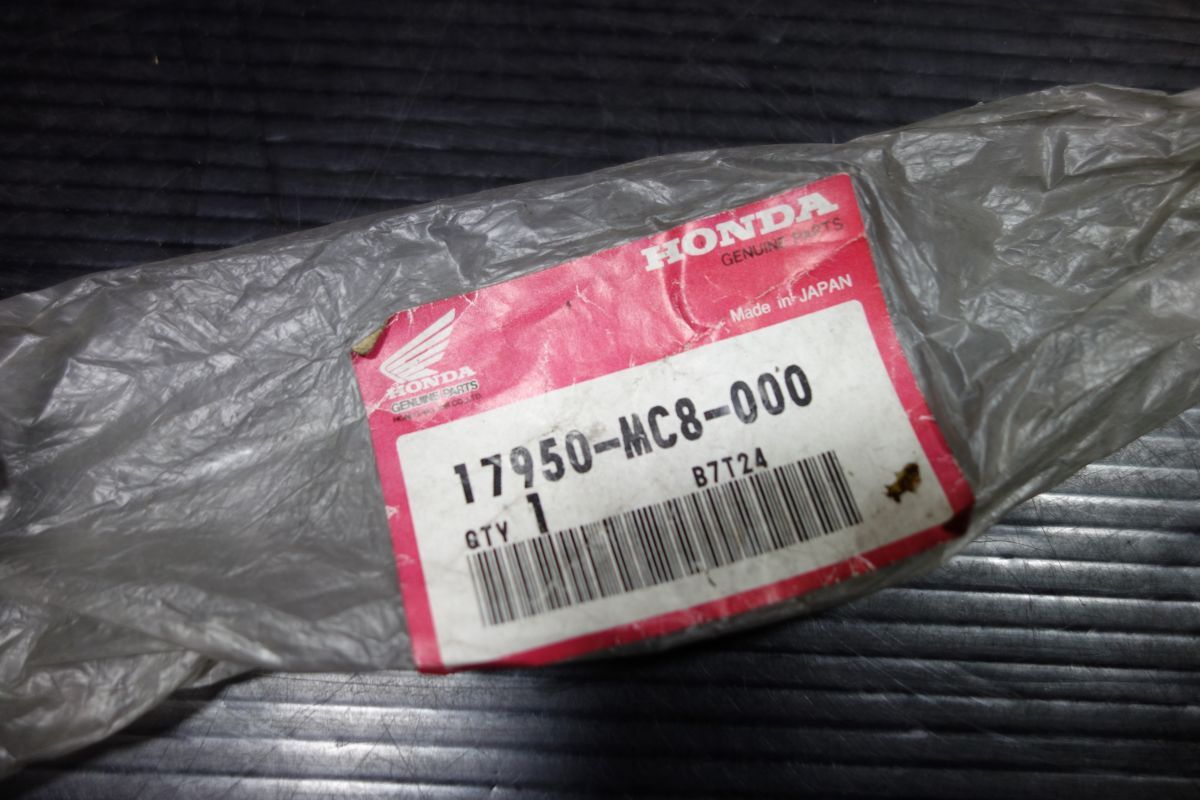 HONDA
GENUINE PARTS
Made in JAPAN
HONDA
GENUINE PARTS
17950-MC8-000
B7T24
QTY 1